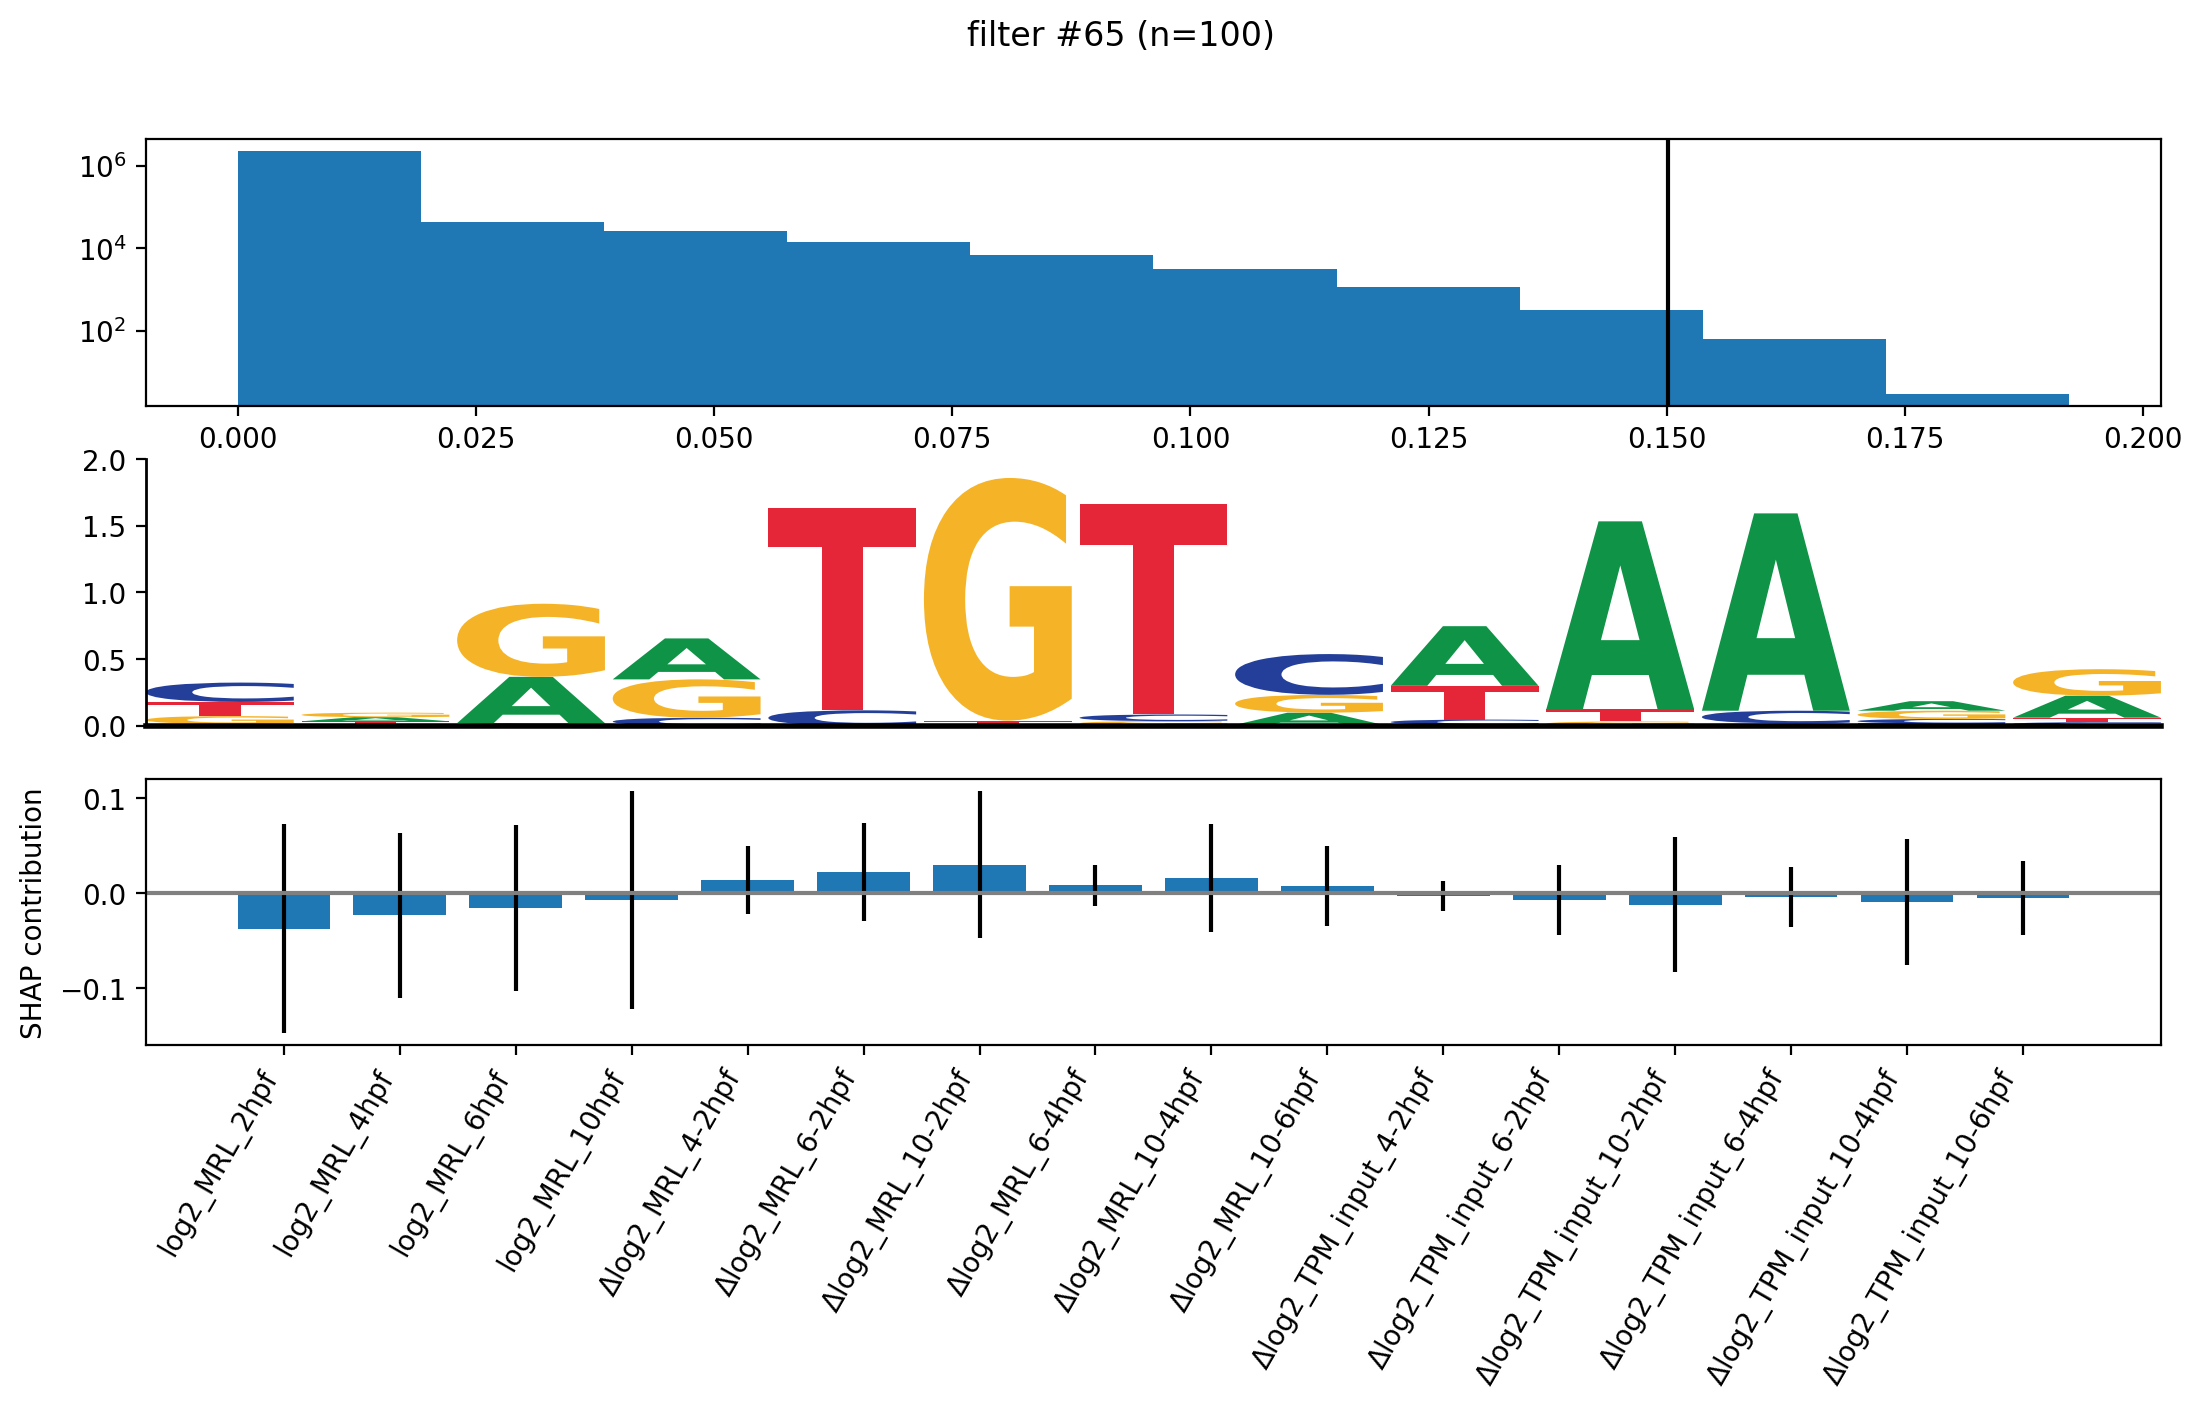 filter #65 (n=100)
10^6
10^4
10^2
0.000 0.025 0.050 0.075 0.100 0.125 0.150 0.175 0.200
2.0
1.5
1.0
0.5
0.0
SHAP contribution
0.1
0.0
−0.1
log2_MRL_2hpf
log2_MRL_4hpf
log2_MRL_6hpf
log2_MRL_10hpf
Δlog2_MRL_4-2hpf
Δlog2_MRL_6-2hpf
Δlog2_MRL_10-2hpf
Δlog2_MRL_6-4hpf
Δlog2_MRL_10-4hpf
Δlog2_MRL_10-6hpf
Δlog2_TPM_input_4-2hpf
Δlog2_TPM_input_6-2hpf
Δlog2_TPM_input_10-2hpf
Δlog2_TPM_input_6-4hpf
Δlog2_TPM_input_10-4hpf
Δlog2_TPM_input_10-6hpf